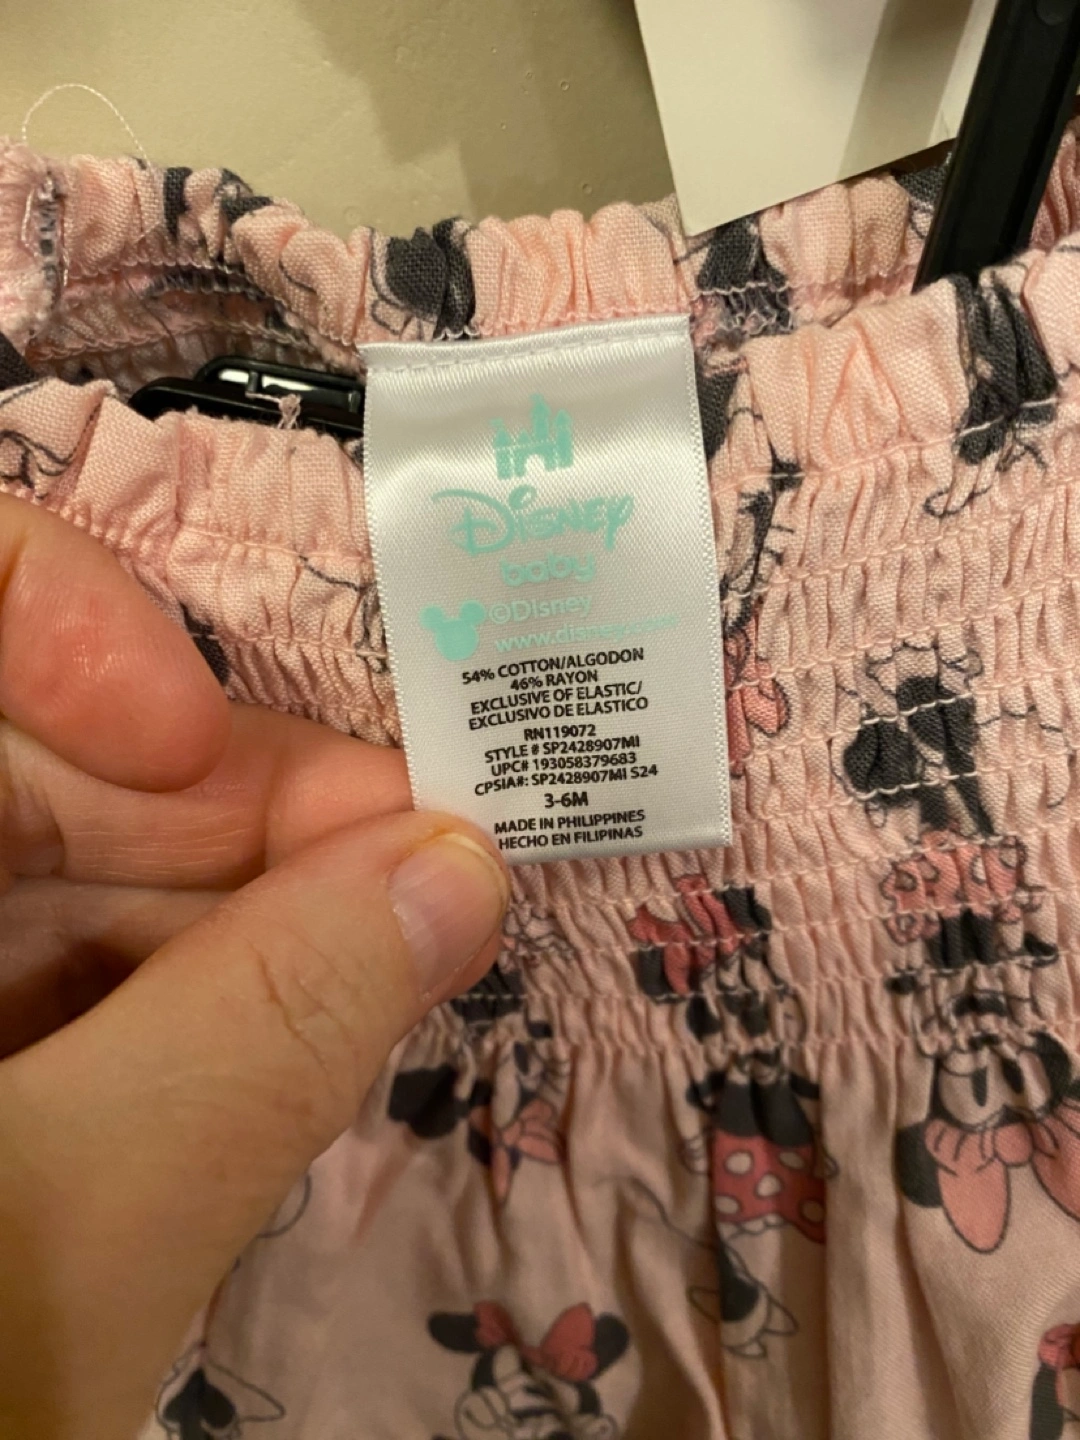 Disney
baby
©Disney
54% COTTON/ALGODON
46% RAYON
EXCLUSIVE OF ELASTIC/
EXCLUSIVO DE ELASTICO
RN119072
STYLE # SP2428907MI
UPC# 193058379683
CPSIA#: SP2428907MI S24
3-6M
MADE IN PHILIPPINES
HECHO EN FILIPINAS